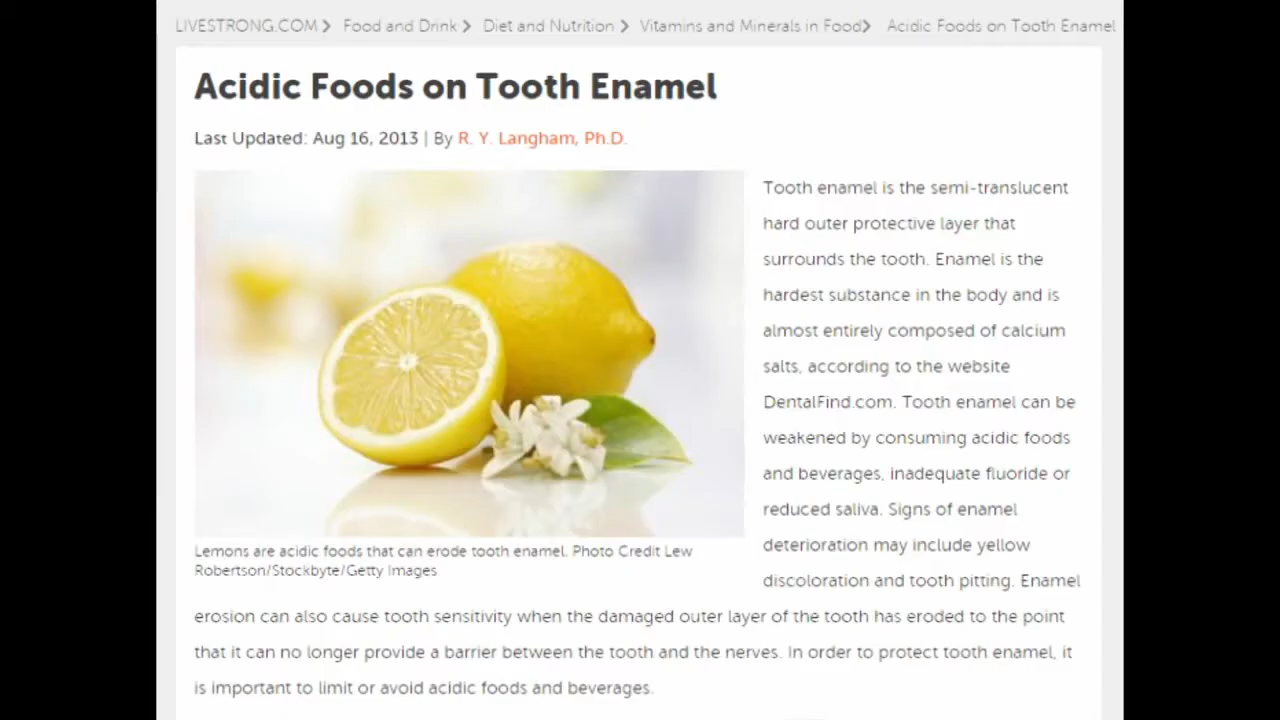 LIVESTRONG.COM > Food and Drink > Diet and Nutrition > Vitamins and Minerals in Food> Acidic Foods on Tooth Enamel
Acidic Foods on Tooth Enamel
Last Updated: Aug 16, 2013 | By R. Y. Langham, Ph.D.
Tooth enamel is the semi-translucent
hard outer protective layer that
surrounds the tooth. Enamel is the
hardest substance in the body and is
almost entirely composed of calcium
salts, according to the website
DentalFind.com. Tooth enamel can be
weakened by consuming acidic foods
and beverages, inadequate fluoride or
reduced saliva. Signs of enamel
deterioration may include yellow
discoloration and tooth pitting. Enamel
Lemons are acidic foods that can erode tooth enamel. Photo Credit Lew
Robertson/Stockbyte/Getty Images
erosion can also cause tooth sensitivity when the damaged outer layer of the tooth has eroded to the point
that it can no longer provide a barrier between the tooth and the nerves. In order to protect tooth enamel, it
is important to limit or avoid acidic foods and beverages.